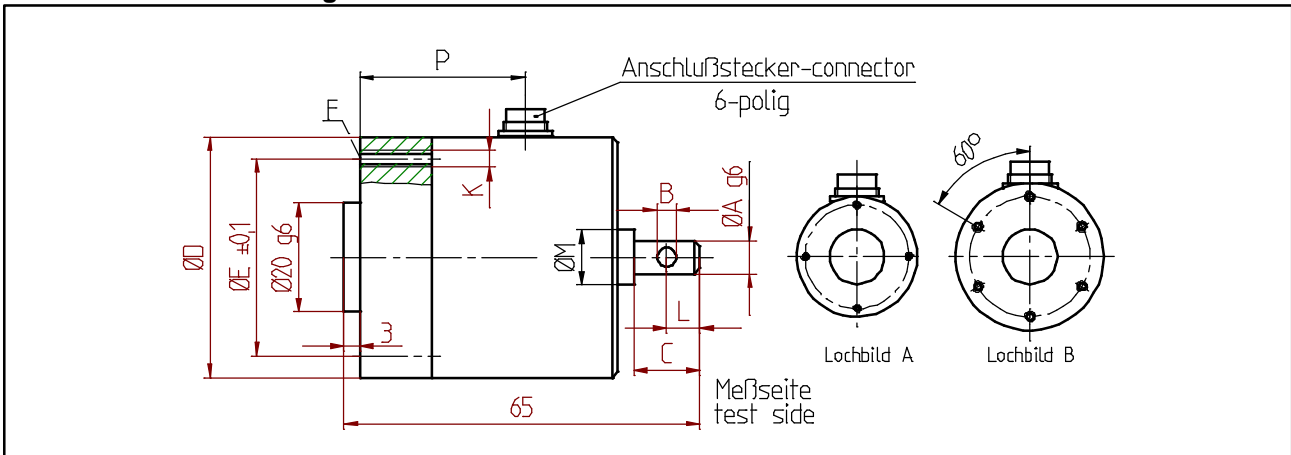 g
P
Anschlußstecker-connector
6-polig
F
K
B
ØA g6
60°
ØD
ØE ±0,1
Ø20 g6
ØM
3
L
C
Lochbild A
Lochbild B
65
Meßseite
test side